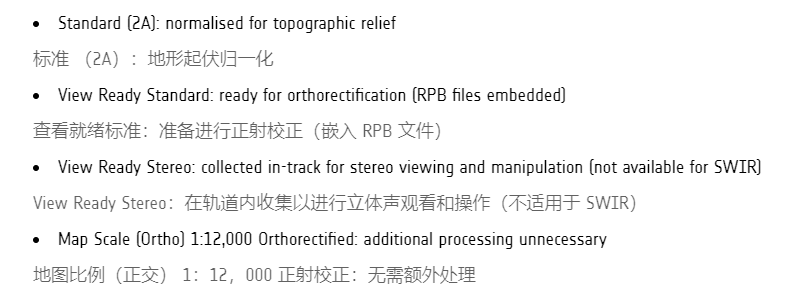 • Standard (2A): normalised for topographic relief
标准 （2A）：地形起伏归一化
• View Ready Standard: ready for orthorectification (RPB files embedded)
查看就绪标准：准备进行正射校正（嵌入 RPB 文件）
• View Ready Stereo: collected in-track for stereo viewing and manipulation (not available for SWIR)
View Ready Stereo：在轨道内收集以进行立体声观看和操作（不适用于 SWIR）
• Map Scale (Ortho) 1:12,000 Orthorectified: additional processing unnecessary
地图比例（正交） 1：12，000 正射校正：无需额外处理